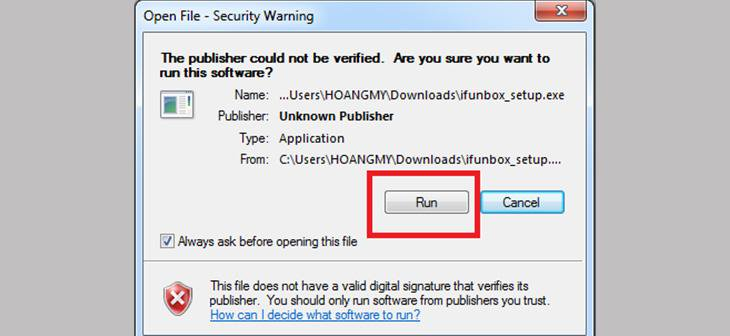 Open File - Security Warning
The publisher could not be verified. Are you sure you want to
run this software?
Name: ...Users\HOANGMY\Downloads\ifunbox_setup.exe
Publisher: Unknown Publisher
Type: Application
From: C:\Users\HOANGMY\Downloads\ifunbox_setup....
Run Cancel
Always ask before opening this file
This file does not have a valid digital signature that verifies its
publisher. You should only run software from publishers you trust.
How can I decide what software to run?